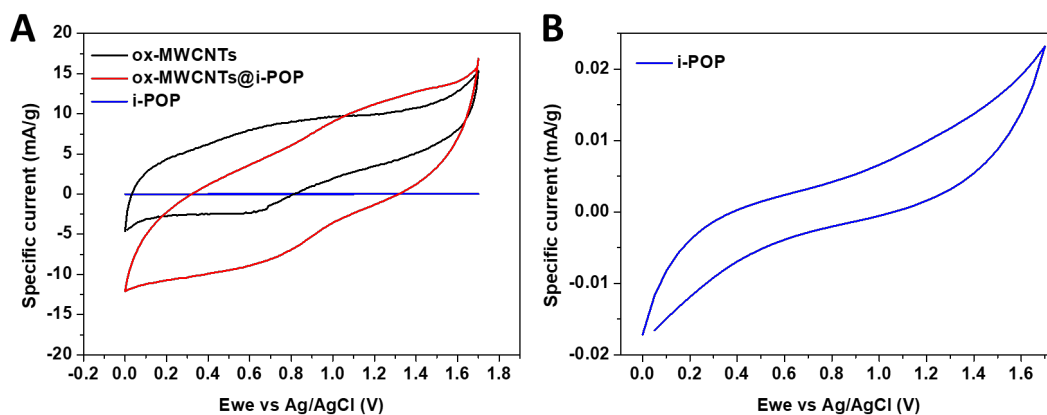 A
ox-MWCNTs
ox-MWCNTs@i-POP
i-POP
Specific current (mA/g)
20
15
10
5
0
-5
-10
-15
-20
-0.2 0.0 0.2 0.4 0.6 0.8 1.0 1.2 1.4 1.6 1.8
Ewe vs Ag/AgCl (V)
B
i-POP
Specific current (mA/g)
0.02
0.01
0.00
-0.01
-0.02
0.0 0.2 0.4 0.6 0.8 1.0 1.2 1.4 1.6
Ewe vs Ag/AgCl (V)